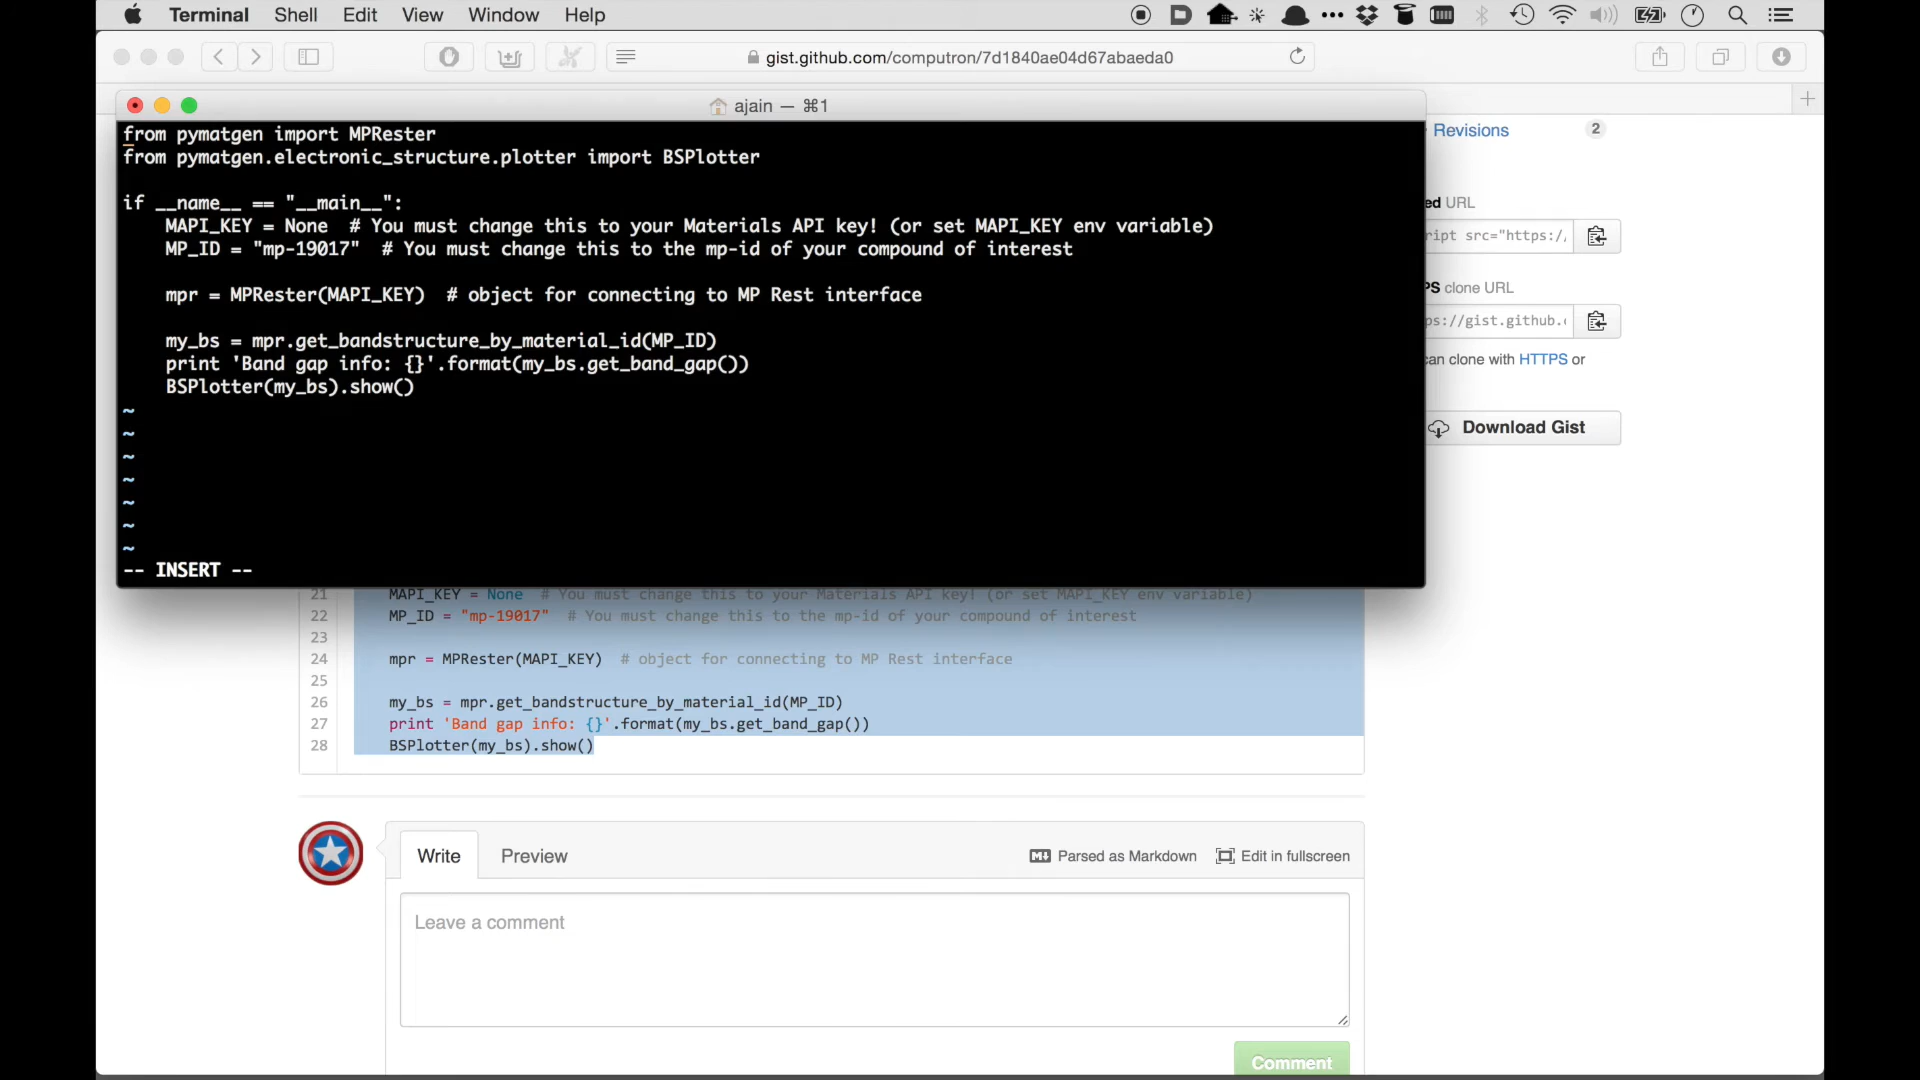 Terminal Shell Edit View Window Help
gist.github.com/computron/7d1840ae04d67abaeda0
ajain — ⌘1
from pymatgen import MPRester
from pymatgen.electronic_structure.plotter import BSPlotter
if __name__ == "__main__":
MAPI_KEY = None # You must change this to your Materials API key! (or set MAPI_KEY env variable)
MP_ID = "mp-19017" # You must change this to the mp-id of your compound of interest
mpr = MPRester(MAPI_KEY) # object for connecting to MP Rest interface
my_bs = mpr.get_bandstructure_by_material_id(MP_ID)
print 'Band gap info: {}'.format(my_bs.get_band_gap())
BSPlotter(my_bs).show()
~
~
~
~
~
~
~
-- INSERT --
Revisions 2
ed URL
ript src="https:/
PS clone URL
ps://gist.github.
can clone with HTTPS or
Download Gist
21 MAPI_KEY = None # You must change this to your Materials API key! (or set MAPI_KEY env variable)
22 MP_ID = "mp-19017" # You must change this to the mp-id of your compound of interest
23
24 mpr = MPRester(MAPI_KEY) # object for connecting to MP Rest interface
25
26 my_bs = mpr.get_bandstructure_by_material_id(MP_ID)
27 print 'Band gap info: {}'.format(my_bs.get_band_gap())
28 BSPlotter(my_bs).show()
Write Preview
Parsed as Markdown Edit in fullscreen
Leave a comment
Comment